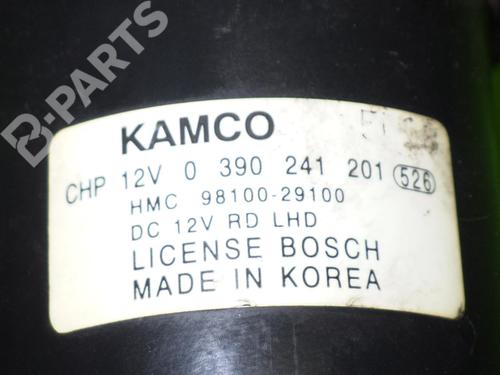 B-PARTS
KAMCO
CHP 12V 0 390 241 201 526
HMC 98100-29100
DC 12V RD LHD
LICENSE BOSCH
MADE IN KOREA